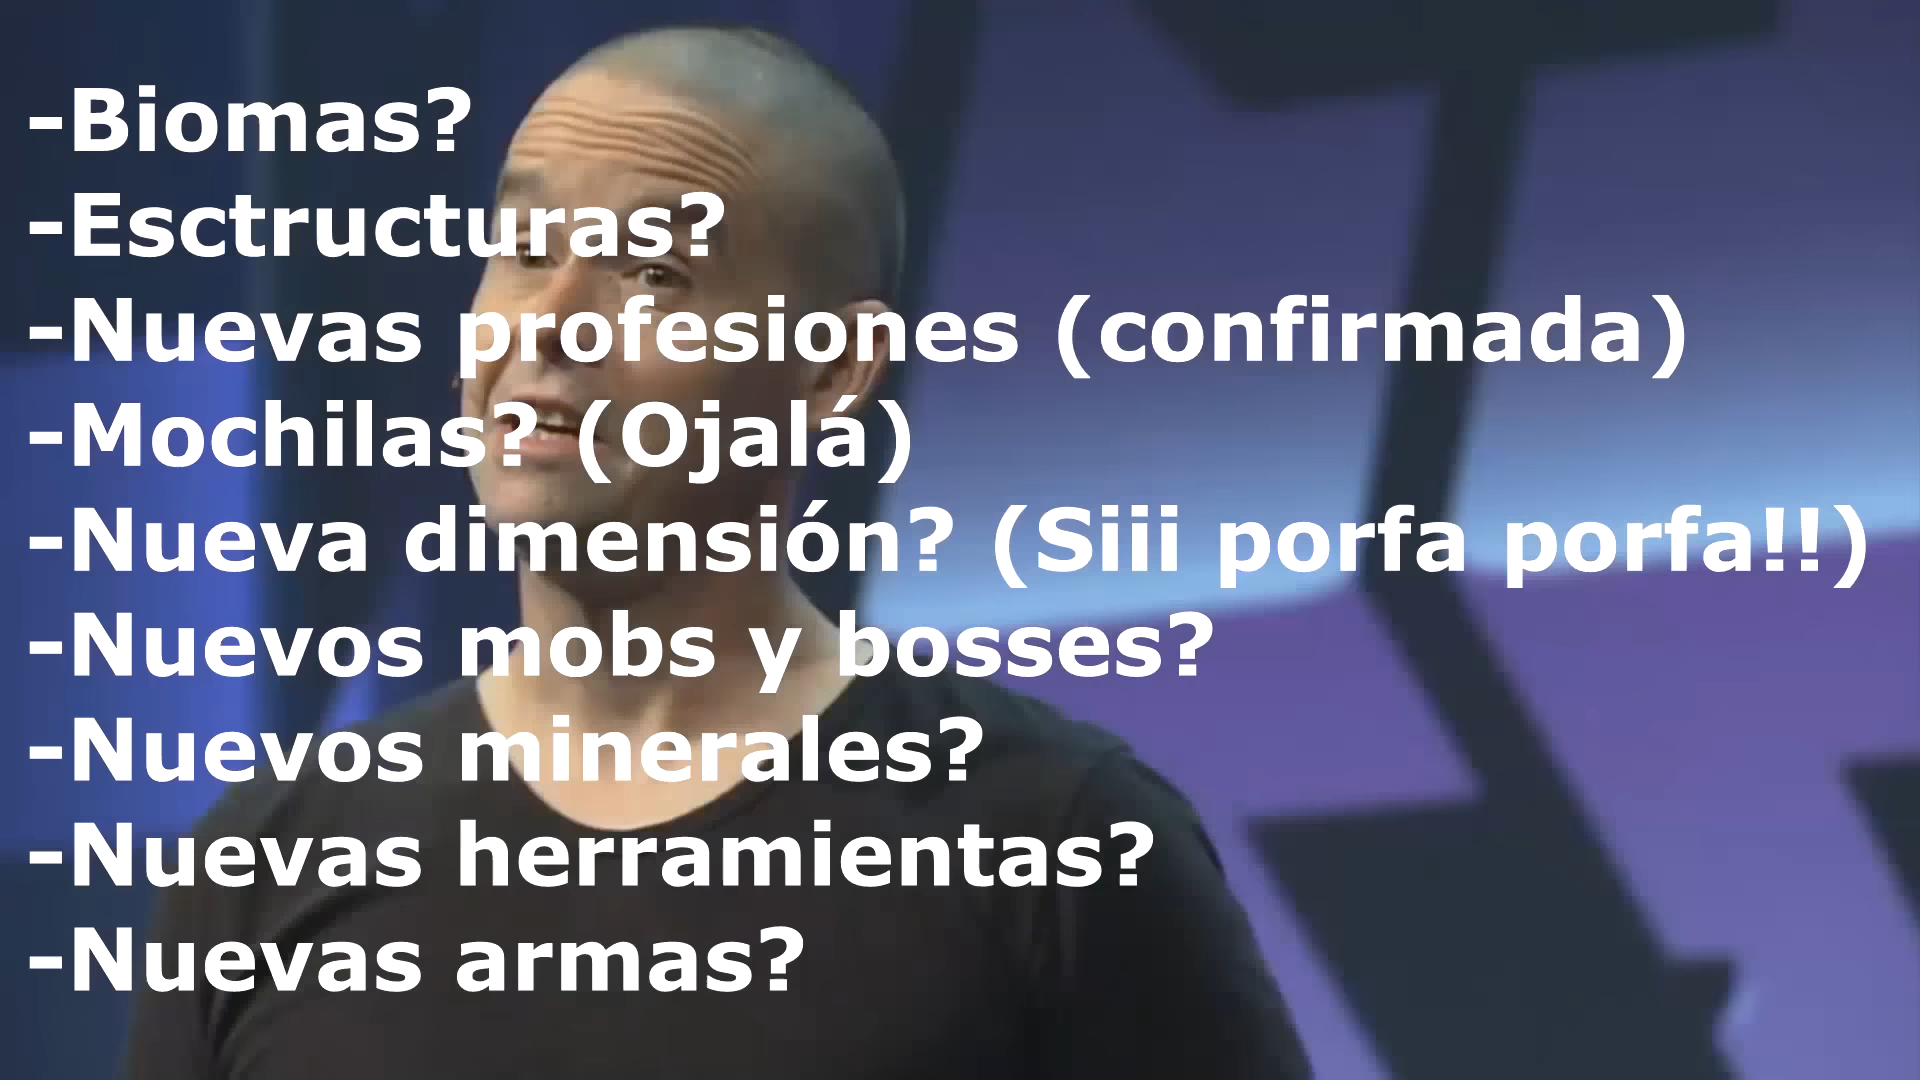 -Biomas?
-Esctructuras?
-Nuevas profesiones (confirmada)
-Mochilas? (Ojalá)
-Nueva dimensión? (Siii porfa porfa!!)
-Nuevos mobs y bosses?
-Nuevos minerales?
-Nuevas herramientas?
-Nuevas armas?